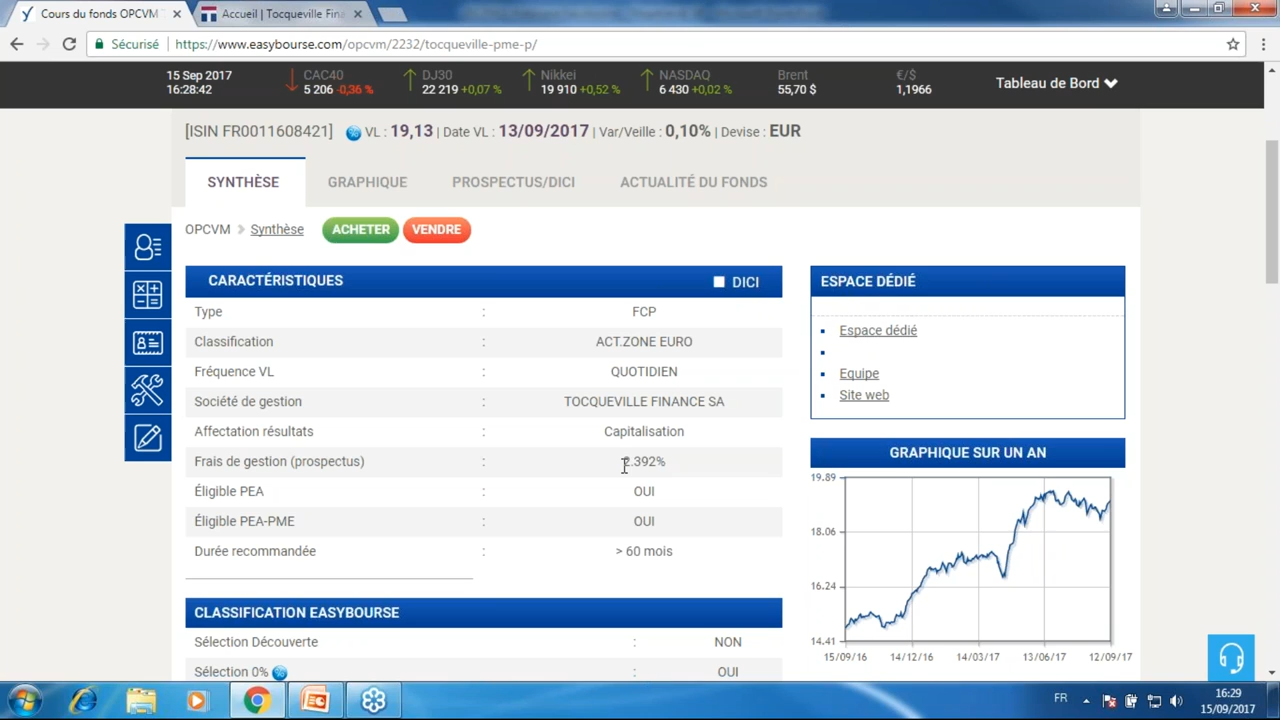 Cours du fonds OPCVM
Accueil | Tocqueville Fina
Sécurisé
https://www.easybourse.com/opcvm/2232/tocqueville-pme-p/
15 Sep 2017
16:28:42
CAC40
5 206 -0,36 %
DJ30
22 219 +0,07 %
Nikkei
19 910 +0,52 %
NASDAQ
6 430 +0,02 %
Brent
55,70 $
€/$
1,1966
Tableau de Bord
[ISIN FR0011608421] VL : 19,13 | Date VL : 13/09/2017 | Var/Veille : 0,10% | Devise : EUR
SYNTHÈSE
GRAPHIQUE
PROSPECTUS/DICI
ACTUALITÉ DU FONDS
OPCVM > Synthèse
ACHETER
VENDRE
CARACTÉRISTIQUES
DICI
Type : FCP
Classification : ACT.ZONE EURO
Fréquence VL : QUOTIDIEN
Société de gestion : TOCQUEVILLE FINANCE SA
Affectation résultats : Capitalisation
Frais de gestion (prospectus) : 2.392%
Éligible PEA : OUI
Éligible PEA-PME : OUI
Durée recommandée : > 60 mois
CLASSIFICATION EASYBOURSE
Sélection Découverte : NON
Sélection 0% : OUI
ESPACE DÉDIÉ
Espace dédié
Equipe
Site web
GRAPHIQUE SUR UN AN
19.89
18.06
16.24
14.41
15/09/16 14/12/16 14/03/17 13/06/17 12/09/17
FR
16:29
15/09/2017